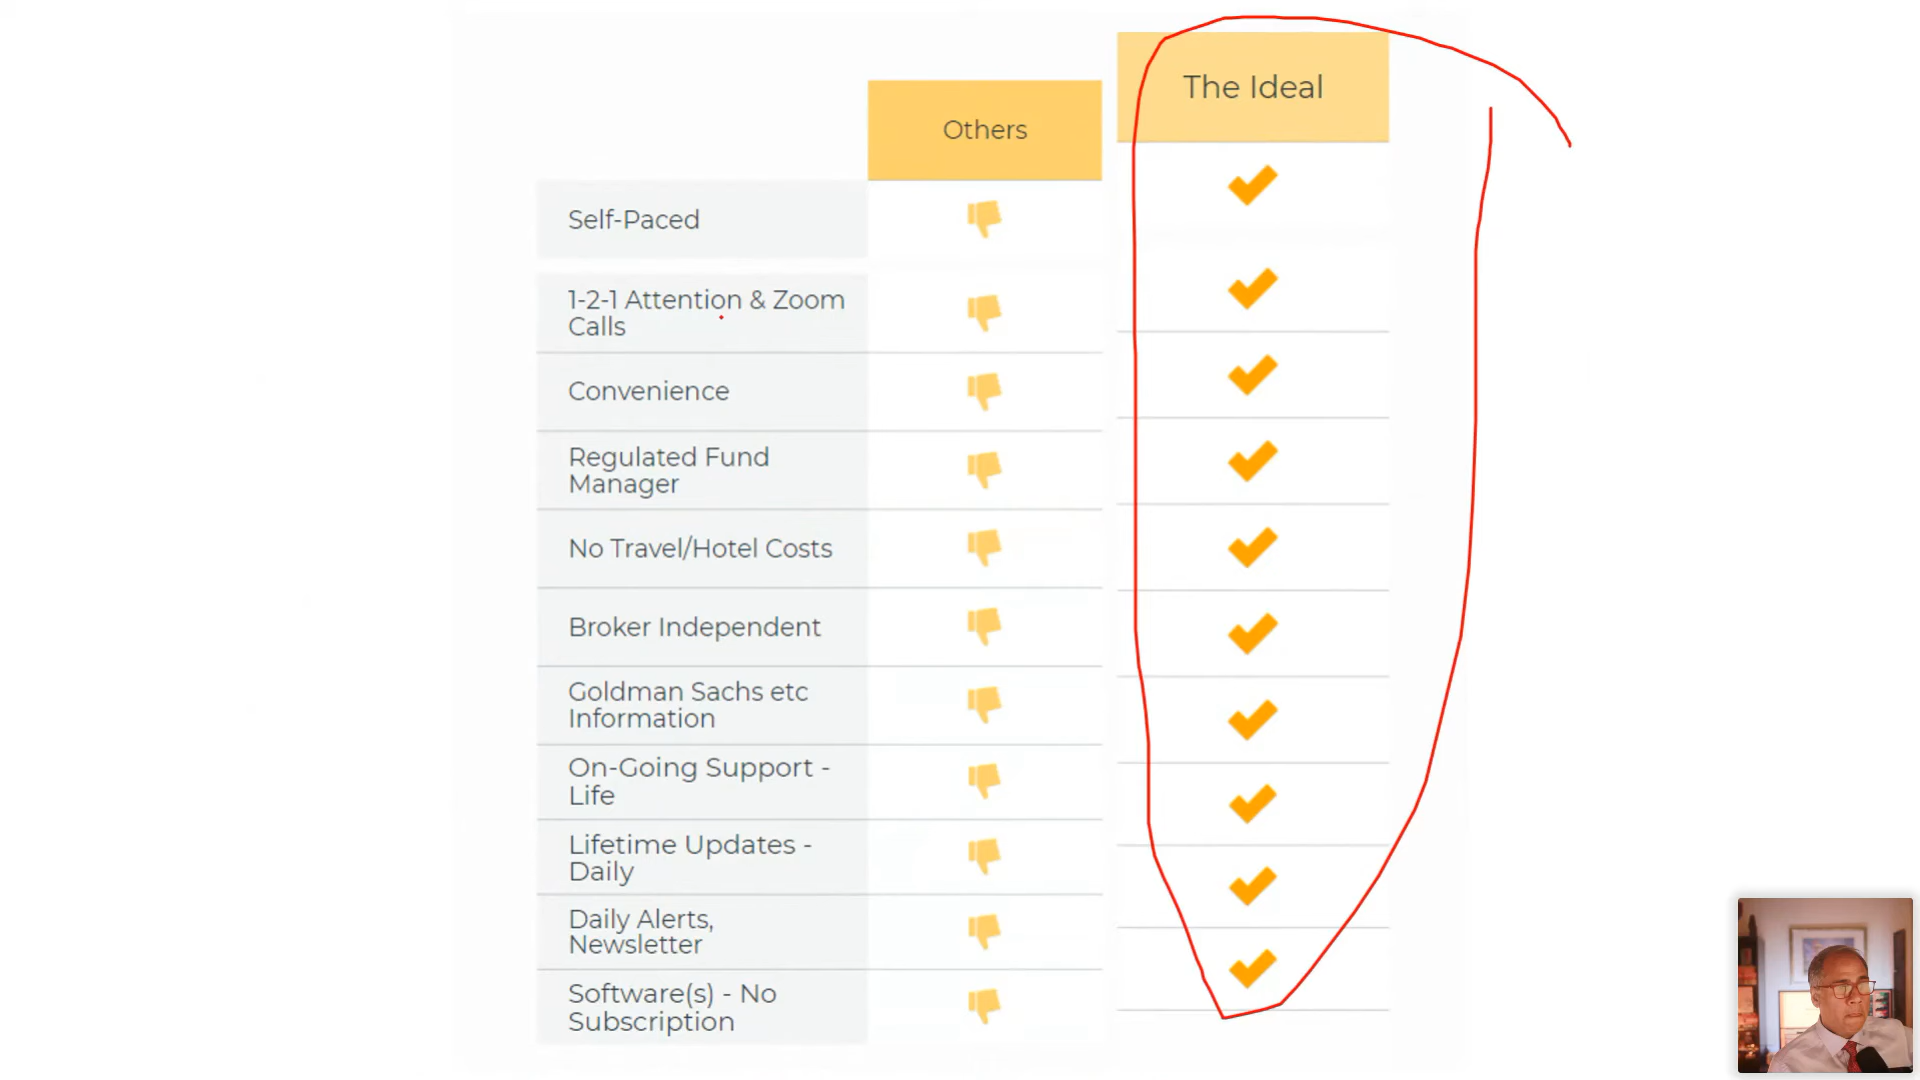 The Ideal
Others
Self-Paced
1-2-1 Attention & Zoom
Calls
Convenience
Regulated Fund
Manager
No Travel/Hotel Costs
Broker Independent
Goldman Sachs etc
Information
On-Going Support -
Life
Lifetime Updates -
Daily
Daily Alerts,
Newsletter
Software(s) - No
Subscription